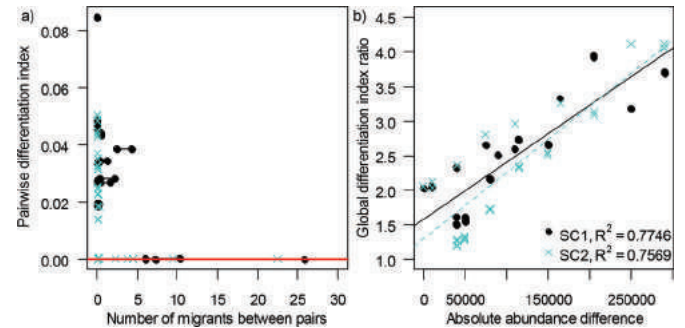 a)
Pairwise differentiation index
0.08
0.06
0.04
0.02
0.00
0 5 10 15 20 25 30
Number of migrants between pairs
b)
Global differentiation index ratio
4.5
4.0
3.5
3.0
2.5
2.0
1.5
1.0
SC1, R² = 0.7746
SC2, R² = 0.7569
0 50000 150000 250000
Absolute abundance difference